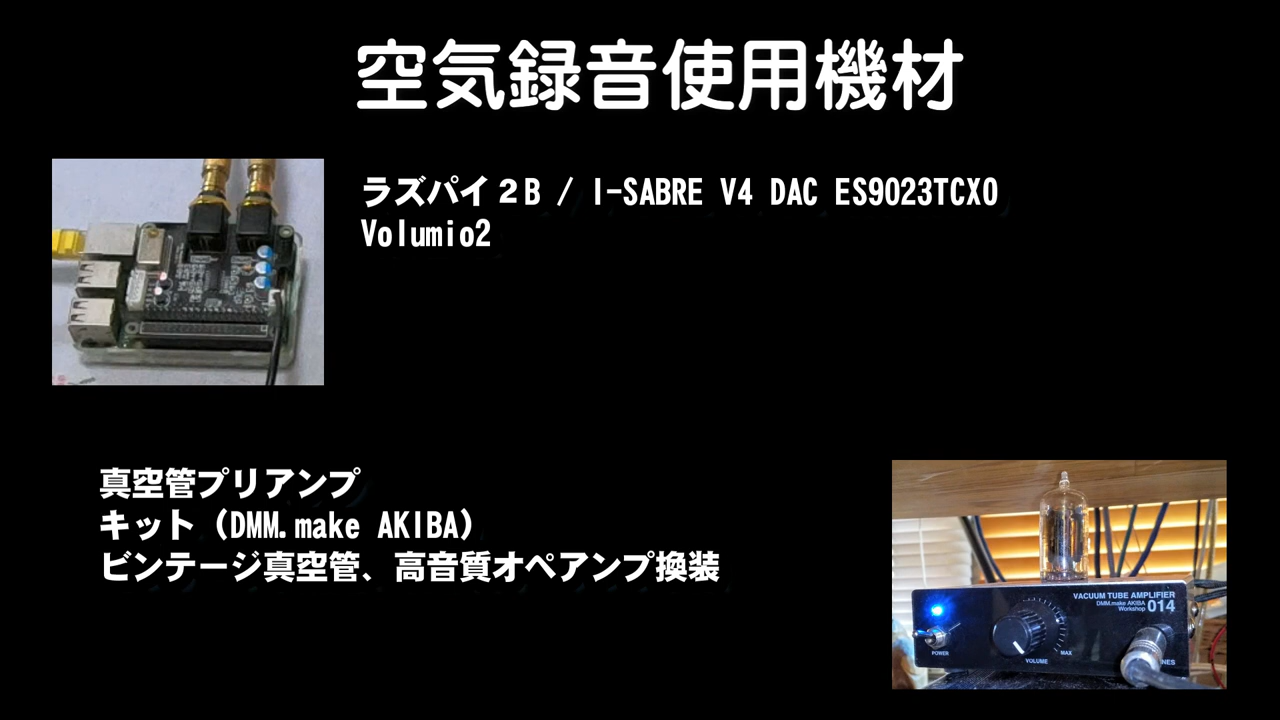 空気録音使用機材
ラズパイ２B / I-SABRE V4 DAC ES9023TCXO
Volumio2
真空管プリアンプ
キット（DMM.make AKIBA）
ビンテージ真空管、高音質オペアンプ換装
VACUUM TUBE AMPLIFIER
DMM.make AKIBA
Workshop 014
POWER
VOLUME
MAX